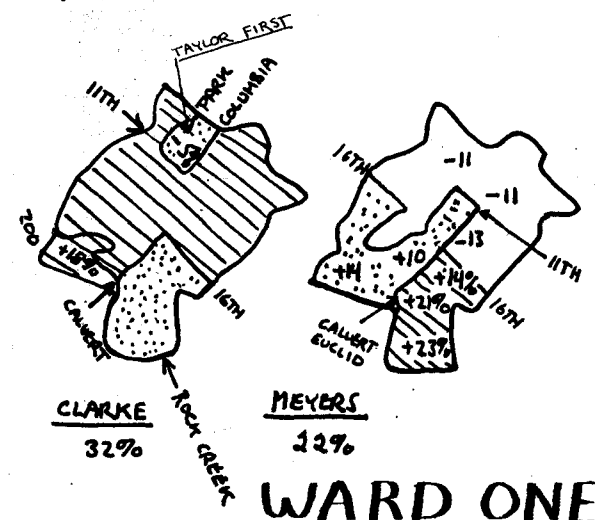 TAYLOR FIRST
11TH
PARK
COLUMBIA
ZOO
+18%
CALVERT
16TH
ROCK CREEK
CLARKE
32%
16TH
-11
-11
-13
+14
+10
+14%
+21%
+23%
11TH
16TH
CALVERT
EUCLID
MEYERS
22%
WARD ONE